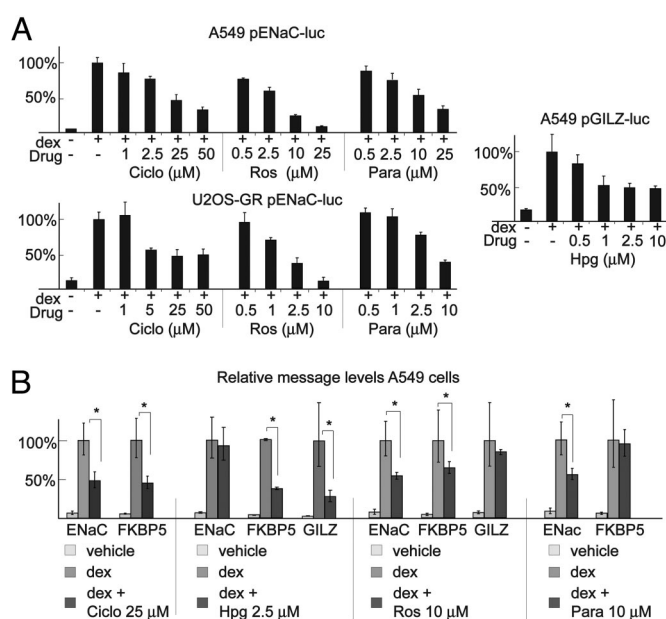 A
A549 pENaC-luc
100%
50%
dex - + + + + + + + + + + + + +
Drug - - 1 2.5 25 50 0.5 2.5 10 25 0.5 2.5 10 25
Ciclo (μM) Ros (μM) Para (μM)
U2OS-GR pENaC-luc
100%
50%
dex - + + + + + + + + + + + + +
Drug - - 1 5 25 50 0.5 1 2.5 10 0.5 1 2.5 10
Ciclo (μM) Ros (μM) Para (μM)
A549 pGILZ-luc
100%
50%
dex - + + + + +
Drug - - 0.5 1 2.5 10
Hpg (μM)
B
Relative message levels A549 cells
* * * * * * *
100%
50%
ENaC FKBP5 ENaC FKBP5 GILZ ENaC FKBP5 GILZ ENac FKBP5
vehicle vehicle vehicle vehicle
dex dex dex dex
dex + dex + dex + dex +
Ciclo 25 μM Hpg 2.5 μM Ros 10 μM Para 10 μM